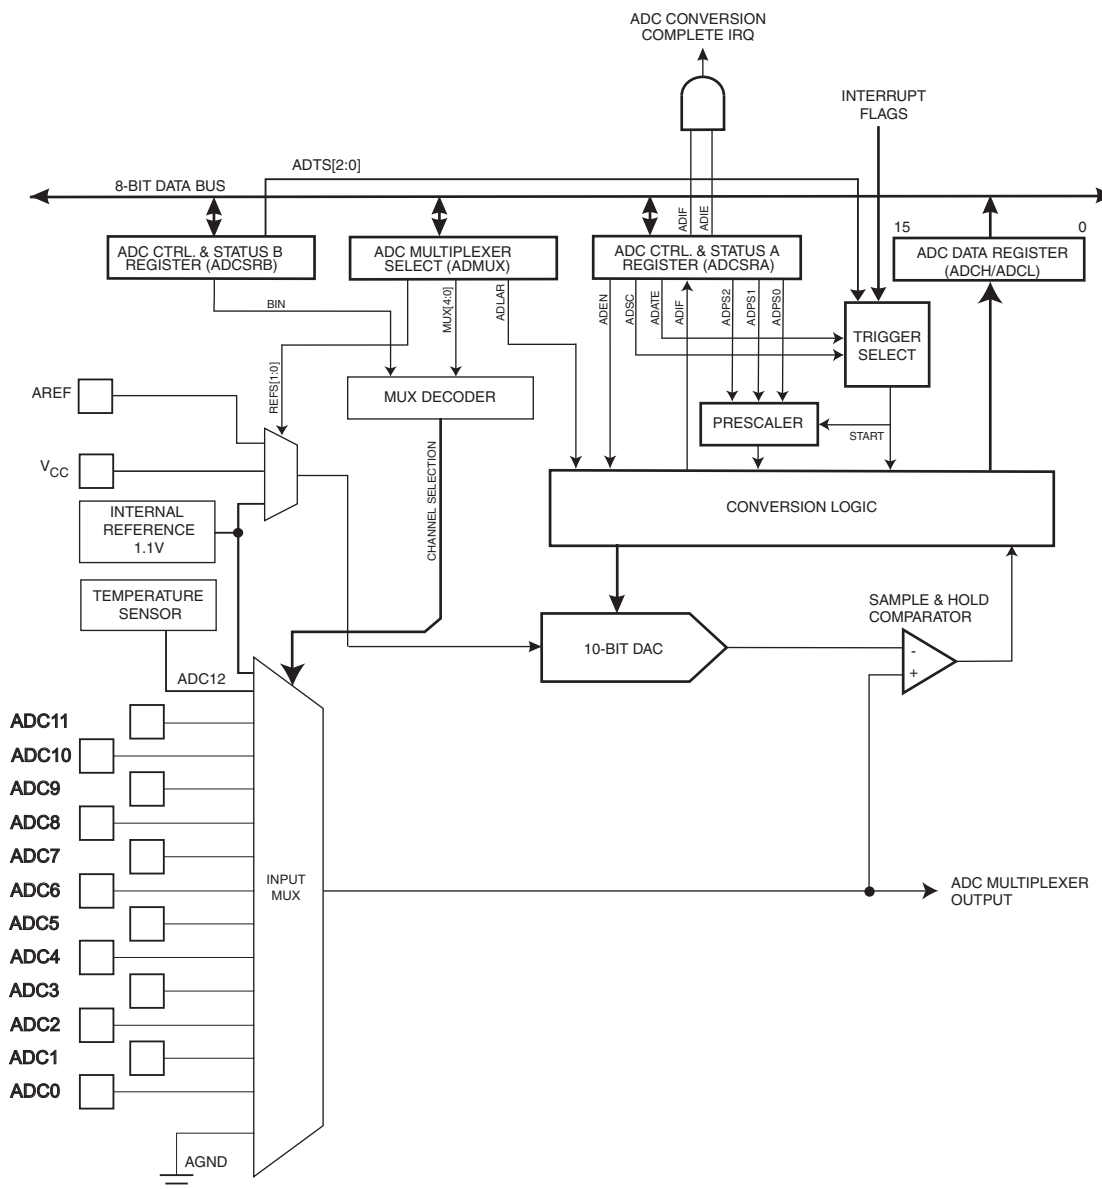 ADC CONVERSION
COMPLETE IRQ
INTERRUPT
FLAGS
ADTS[2:0]
8-BIT DATA BUS
ADIF
ADIE
15
0
ADC CTRL. & STATUS B
REGISTER (ADCSRB)
ADC MULTIPLEXER
SELECT (ADMUX)
ADC CTRL. & STATUS A
REGISTER (ADCSRA)
ADC DATA REGISTER
(ADCH/ADCL)
BIN
MUX[4:0]
ADLAR
ADEN
ADSC
ADATE
ADIF
ADPS2
ADPS1
ADPS0
TRIGGER
SELECT
REFS[1:0]
AREF
MUX DECODER
PRESCALER
START
VCC
CHANNEL SELECTION
INTERNAL
REFERENCE
1.1V
CONVERSION LOGIC
TEMPERATURE
SENSOR
SAMPLE & HOLD
COMPARATOR
10-BIT DAC
-
+
ADC12
ADC11
ADC10
ADC9
ADC8
ADC7
ADC6
ADC5
ADC4
ADC3
ADC2
ADC1
ADC0
INPUT
MUX
ADC MULTIPLEXER
OUTPUT
AGND